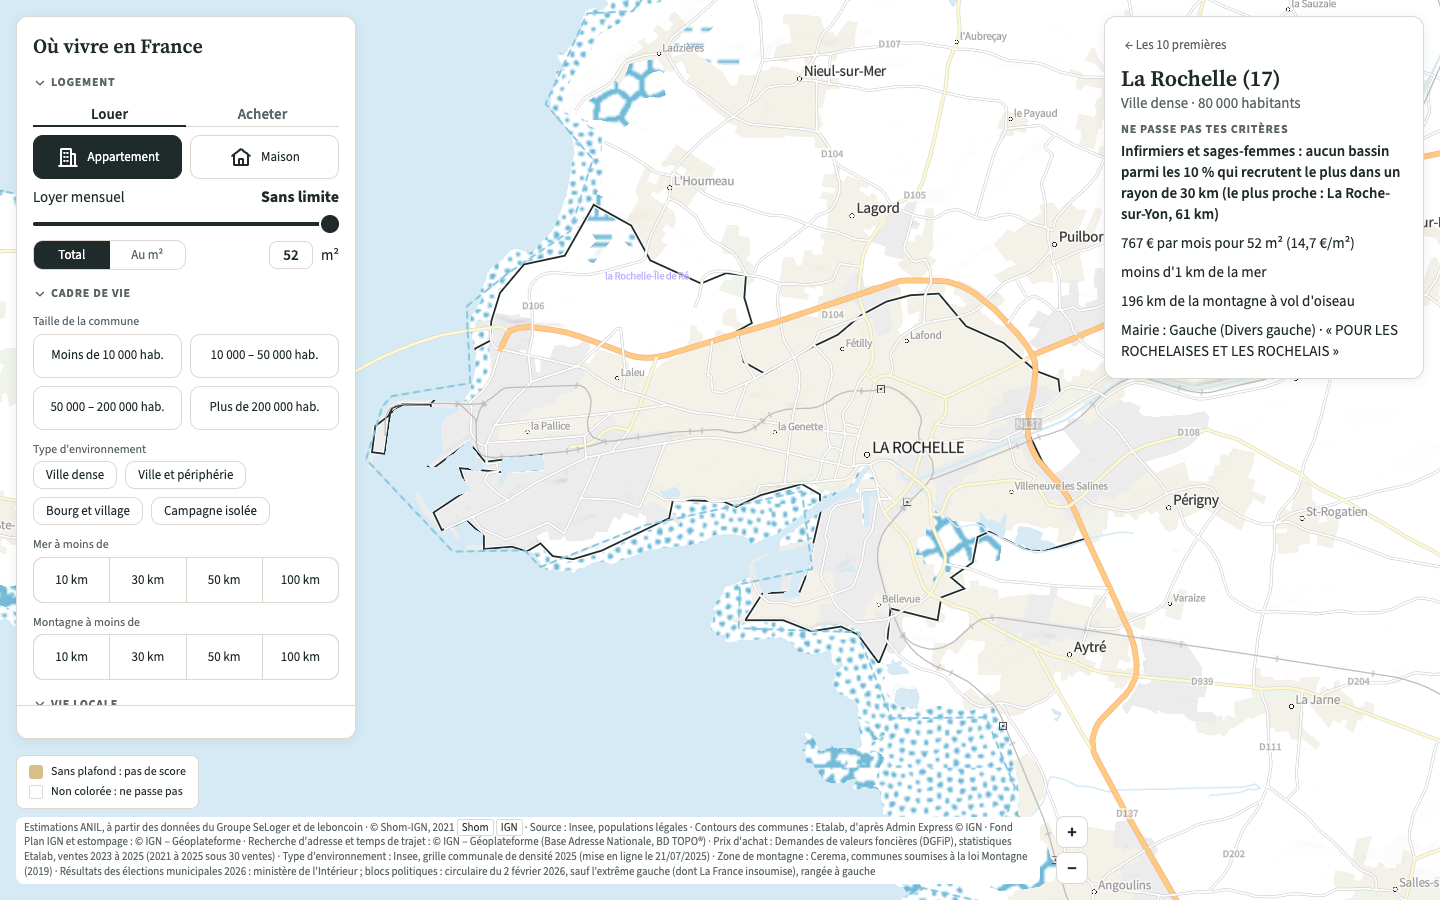 Où vivre en France
LOGEMENT
Louer
Acheter
Appartement
Maison
Loyer mensuel
Sans limite
Total
Au m²
52
m²
CADRE DE VIE
Taille de la commune
Moins de 10 000 hab.
10 000 – 50 000 hab.
50 000 – 200 000 hab.
Plus de 200 000 hab.
Type d'environnement
Ville dense
Ville et périphérie
Bourg et village
Campagne isolée
Mer à moins de
10 km
30 km
50 km
100 km
Montagne à moins de
10 km
30 km
50 km
100 km
VIE LOCALE
Sans plafond : pas de score
Non colorée : ne passe pas
← Les 10 premières
La Rochelle (17)
Ville dense · 80 000 habitants
NE PASSE PAS TES CRITÈRES
Infirmiers et sages-femmes : aucun bassin
parmi les 10 % qui recrutent le plus dans un
rayon de 30 km (le plus proche : La Roche-
sur-Yon, 61 km)
767 € par mois pour 52 m² (14,7 €/m²)
moins d'1 km de la mer
196 km de la montagne à vol d'oiseau
Mairie : Gauche (Divers gauche) · « POUR LES
ROCHELAISES ET LES ROCHELAIS »
la Sauzaie
l'Aubreçay
D107
Lauzières
Nieul-sur-Mer
le Payaud
D104
L'Houmeau
D105
Lagord
Puilbor
la Rochelle-Île de Ré
D106
D104
Lafond
Fétilly
Laleu
la Pallice
la Genette
N137
D108
LA ROCHELLE
Villeneuve les Salines
Périgny
St-Rogatien
Ste-
Bellevue
Varaize
Aytré
D939
D204
La Jarne
D111
D137
D202
Angoulins
Salles-s
Estimations ANIL, à partir des données du Groupe SeLoger et de leboncoin · © Shom-IGN, 2021 Shom IGN · Source : Insee, populations légales · Contours des communes : Etalab, d'après Admin Express © IGN · Fond
Plan IGN et estompage : © IGN – Géoplateforme · Recherche d'adresse et temps de trajet : © IGN – Géoplateforme (Base Adresse Nationale, BD TOPO®) · Prix d'achat : Demandes de valeurs foncières (DGFiP), statistiques
Etalab, ventes 2023 à 2025 (2021 à 2025 sous 30 ventes) · Type d'environnement : Insee, grille communale de densité 2025 (mise en ligne le 21/07/2025) · Zone de montagne : Cerema, communes soumises à la loi Montagne
(2019) · Résultats des élections municipales 2026 : ministère de l'Intérieur ; blocs politiques : circulaire du 2 février 2026, sauf l'extrême gauche (dont La France insoumise), rangée à gauche
+
−